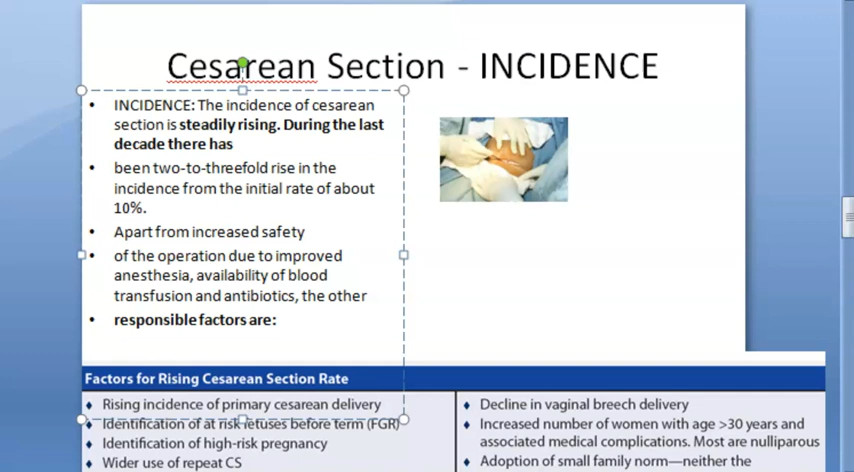 Cesarean Section - INCIDENCE
• INCIDENCE: The incidence of cesarean
section is steadily rising. During the last
decade there has
• been two-to-threefold rise in the
incidence from the initial rate of about
10%.
• Apart from increased safety
• of the operation due to improved
anesthesia, availability of blood
transfusion and antibiotics, the other
• responsible factors are:
Factors for Rising Cesarean Section Rate
♦ Rising incidence of primary cesarean delivery
♦ Identification of at risk fetuses before term (FGR)
♦ Identification of high-risk pregnancy
♦ Wider use of repeat CS
♦ Decline in vaginal breech delivery
♦ Increased number of women with age >30 years and
associated medical complications. Most are nulliparous
♦ Adoption of small family norm—neither the